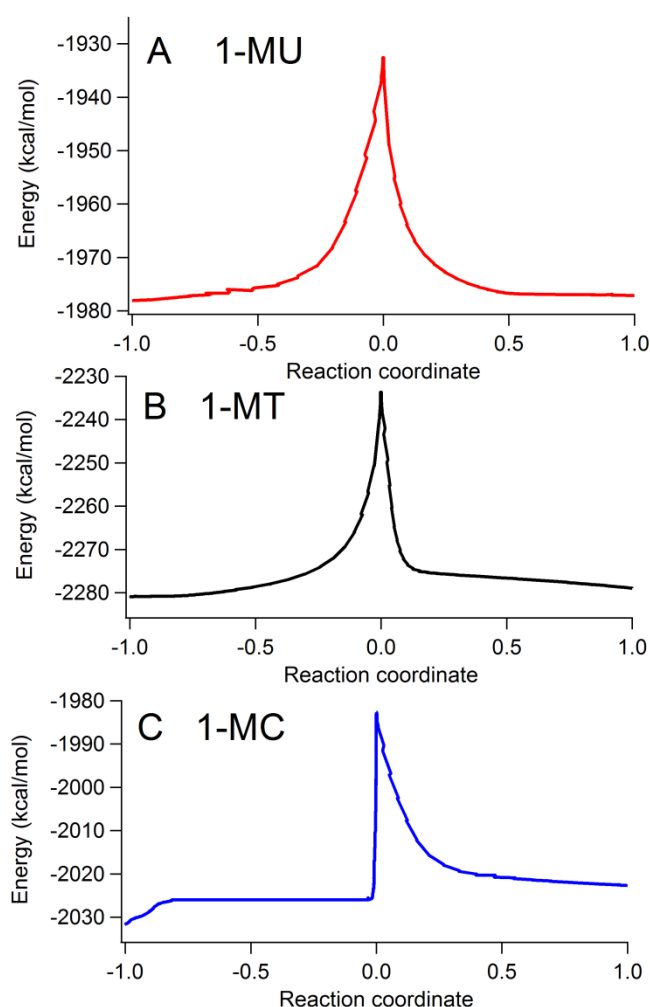 A 1-MU
Energy (kcal/mol)
-1930
-1940
-1950
-1960
-1970
-1980
-1.0 -0.5 0.0 0.5 1.0
Reaction coordinate
B 1-MT
Energy (kcal/mol)
-2230
-2240
-2250
-2260
-2270
-2280
-1.0 -0.5 0.0 0.5 1.0
Reaction coordinate
C 1-MC
Energy (kcal/mol)
-1980
-1990
-2000
-2010
-2020
-2030
-1.0 -0.5 0.0 0.5 1.0
Reaction coordinate